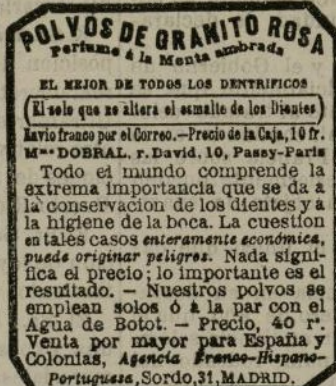 POLVOS DE GRANITO ROSA
Perfume á la Menta ambrada
EL MEJOR DE TODOS LOS DENTRIFICOS
(El solo que no altera el esmalte de los Dientes)
Envio franco por el Correo.—Precio de la Caja, 10 fr.
Mme DOBRAL, r. David, 10, Passy-Paris
Todo el mundo comprende la
extrema importancia que se da a
la conservacion de los dientes y a
la higiene de la boca. La cuestion
en tales casos enteramente económica,
puede originar peligros. Nada signi-
fica el precio; lo importante es el
resultado. — Nuestros polvos se
emplean solos ó á la par con el
Agua de Botot. — Precio, 40 rs.
Venta por mayor para España y
Colonias, Agencia Franco-Hispano-
Portuguesa, Sordo, 31, MADRID.